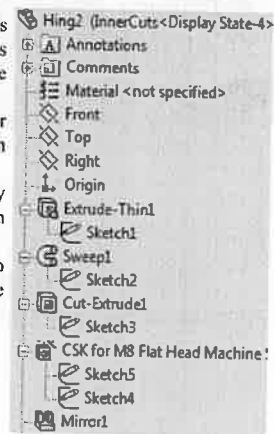 Hing2 (InnerCuts<Display State-4>
Annotations
Comments
Material <not specified>
Front
Top
Right
Origin
Extrude-Thin1
Sketch1
Sweep1
Sketch2
Cut-Extrude1
Sketch3
CSK for M8 Flat Head Machine
Sketch5
Sketch4
Mirror1